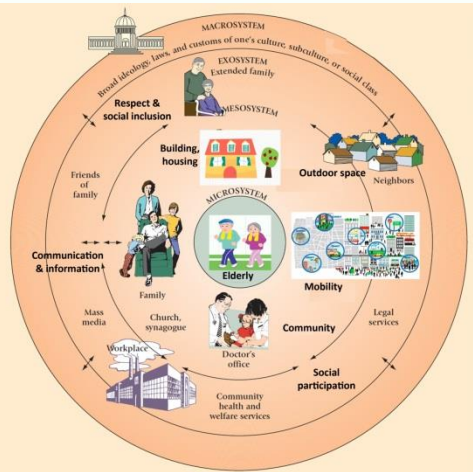 MACROSYSTEM
Broad ideology, laws, and customs of one's culture, subculture, or social class
EXOSYSTEM
Extended family
MESOSYSTEM
Respect &
social inclusion
Building,
housing
Outdoor space
Neighbors
Friends
of
family
MICROSYSTEM
Elderly
Communication
& information
Family
Mobility
Mass
media
Church,
synagogue
Community
Legal
services
Doctor's
office
Workplace
Social
participation
Community
health and
welfare services